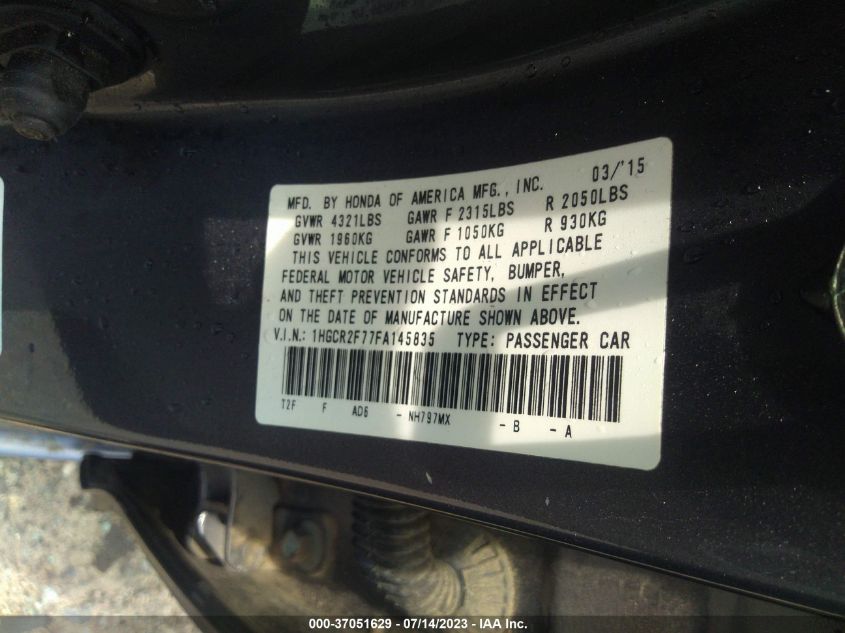 03/'15
MFD. BY HONDA OF AMERICA MFG., INC.
GVWR 4321LBS GAWR F 2315LBS R 2050LBS
GVWR 1960KG GAWR F 1050KG R 930KG
THIS VEHICLE CONFORMS TO ALL APPLICABLE
FEDERAL MOTOR VEHICLE SAFETY, BUMPER,
AND THEFT PREVENTION STANDARDS IN EFFECT
ON THE DATE OF MANUFACTURE SHOWN ABOVE.
V.I.N.: 1HGCR2F77FA145835 TYPE: PASSENGER CAR
T2F F AD6 - NH797MX - B - A
000-37051629 - 07/14/2023 - IAA Inc.